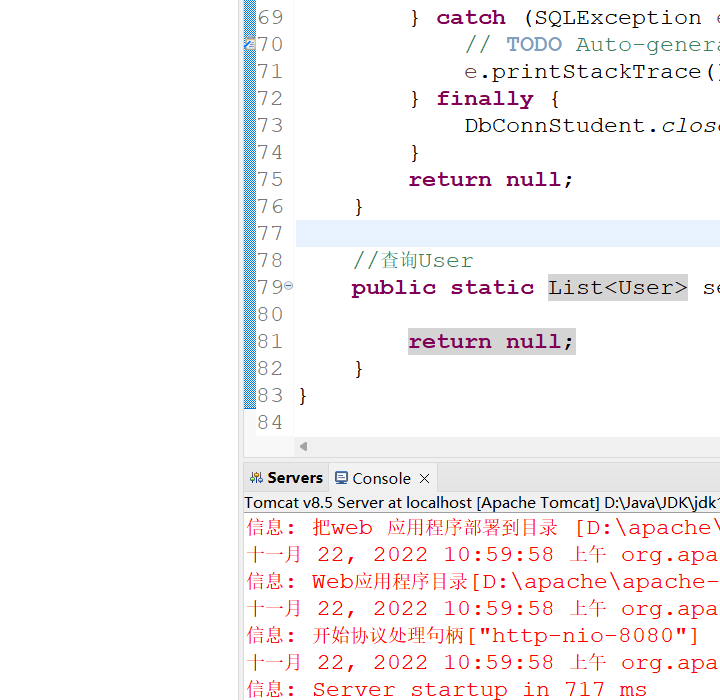 69 } catch (SQLException e
70 // TODO Auto-genera
71 e.printStackTrace()
72 } finally {
73 DbConnStudent.close
74 }
75 return null;
76 }
77
78 //查询User
79 public static List<User> se
80
81 return null;
82 }
83 }
84
Servers Console
Tomcat v8.5 Server at localhost [Apache Tomcat] D:\Java\JDK\jdk1
信息: 把web 应用程序部署到目录 [D:\apache\
十一月 22, 2022 10:59:58 上午 org.apa
信息: Web应用程序目录[D:\apache\apache-
十一月 22, 2022 10:59:58 上午 org.apa
信息: 开始协议处理句柄["http-nio-8080"]
十一月 22, 2022 10:59:58 上午 org.apa
信息: Server startup in 717 ms